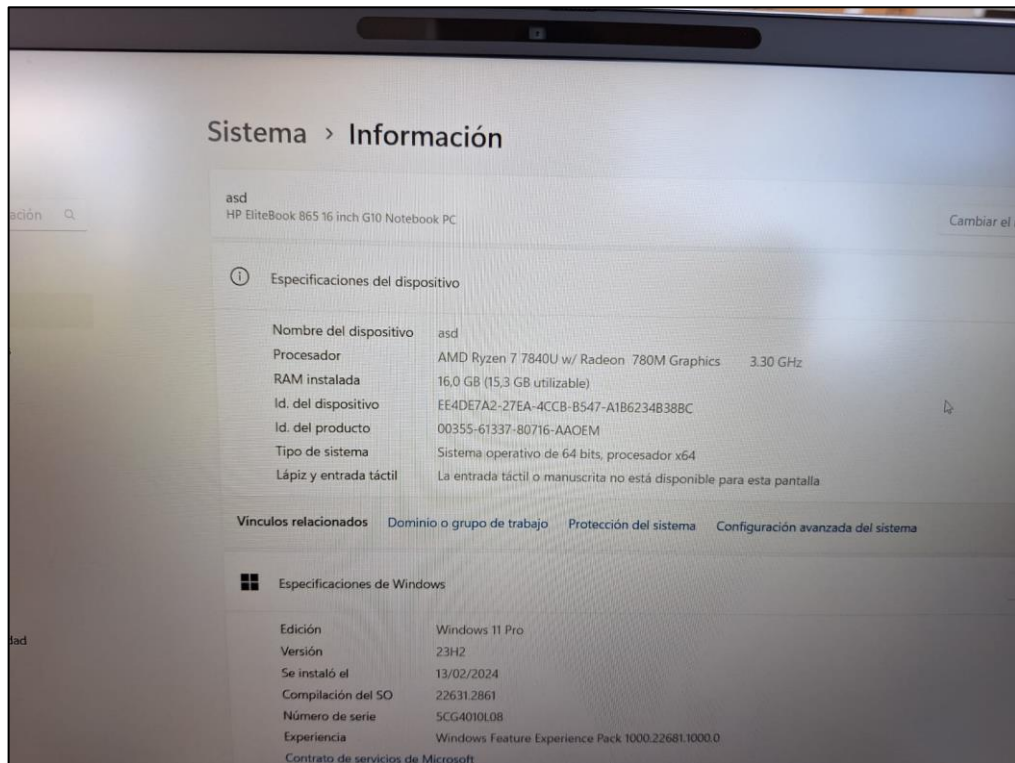 Sistema > Información
asd
HP EliteBook 865 16 inch G10 Notebook PC
ación
Cambiar el
Especificaciones del dispositivo
Nombre del dispositivo asd
Procesador AMD Ryzen 7 7840U w/ Radeon 780M Graphics 3.30 GHz
RAM instalada 16,0 GB (15,3 GB utilizable)
Id. del dispositivo EE4DE7A2-27EA-4CCB-B547-A1B6234B38BC
Id. del producto 00355-61337-80716-AAOEM
Tipo de sistema Sistema operativo de 64 bits, procesador x64
Lápiz y entrada táctil La entrada táctil o manuscrita no está disponible para esta pantalla
Vínculos relacionados Dominio o grupo de trabajo Protección del sistema Configuración avanzada del sistema
Especificaciones de Windows
Edición Windows 11 Pro
dad
Versión 23H2
Se instaló el 13/02/2024
Compilación del SO 22631.2861
Número de serie 5CG4010L08
Experiencia Windows Feature Experience Pack 1000.22681.1000.0
Contrato de servicios de Microsoft